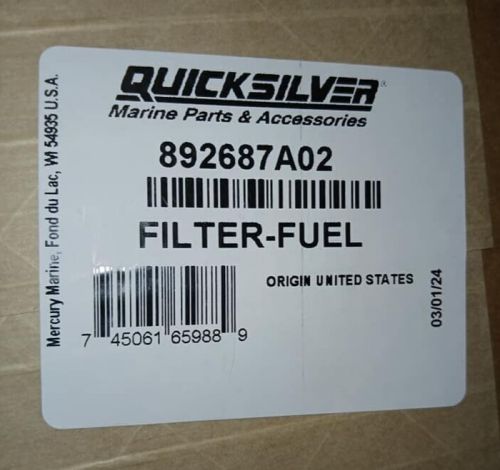 QUICKSILVER®
Marine Parts & Accessories
892687A02
FILTER-FUEL
ORIGIN UNITED STATES
7 45061 65988 9
Mercury Marine, Fond du Lac, WI 54935 U.S.A.
03/01/24